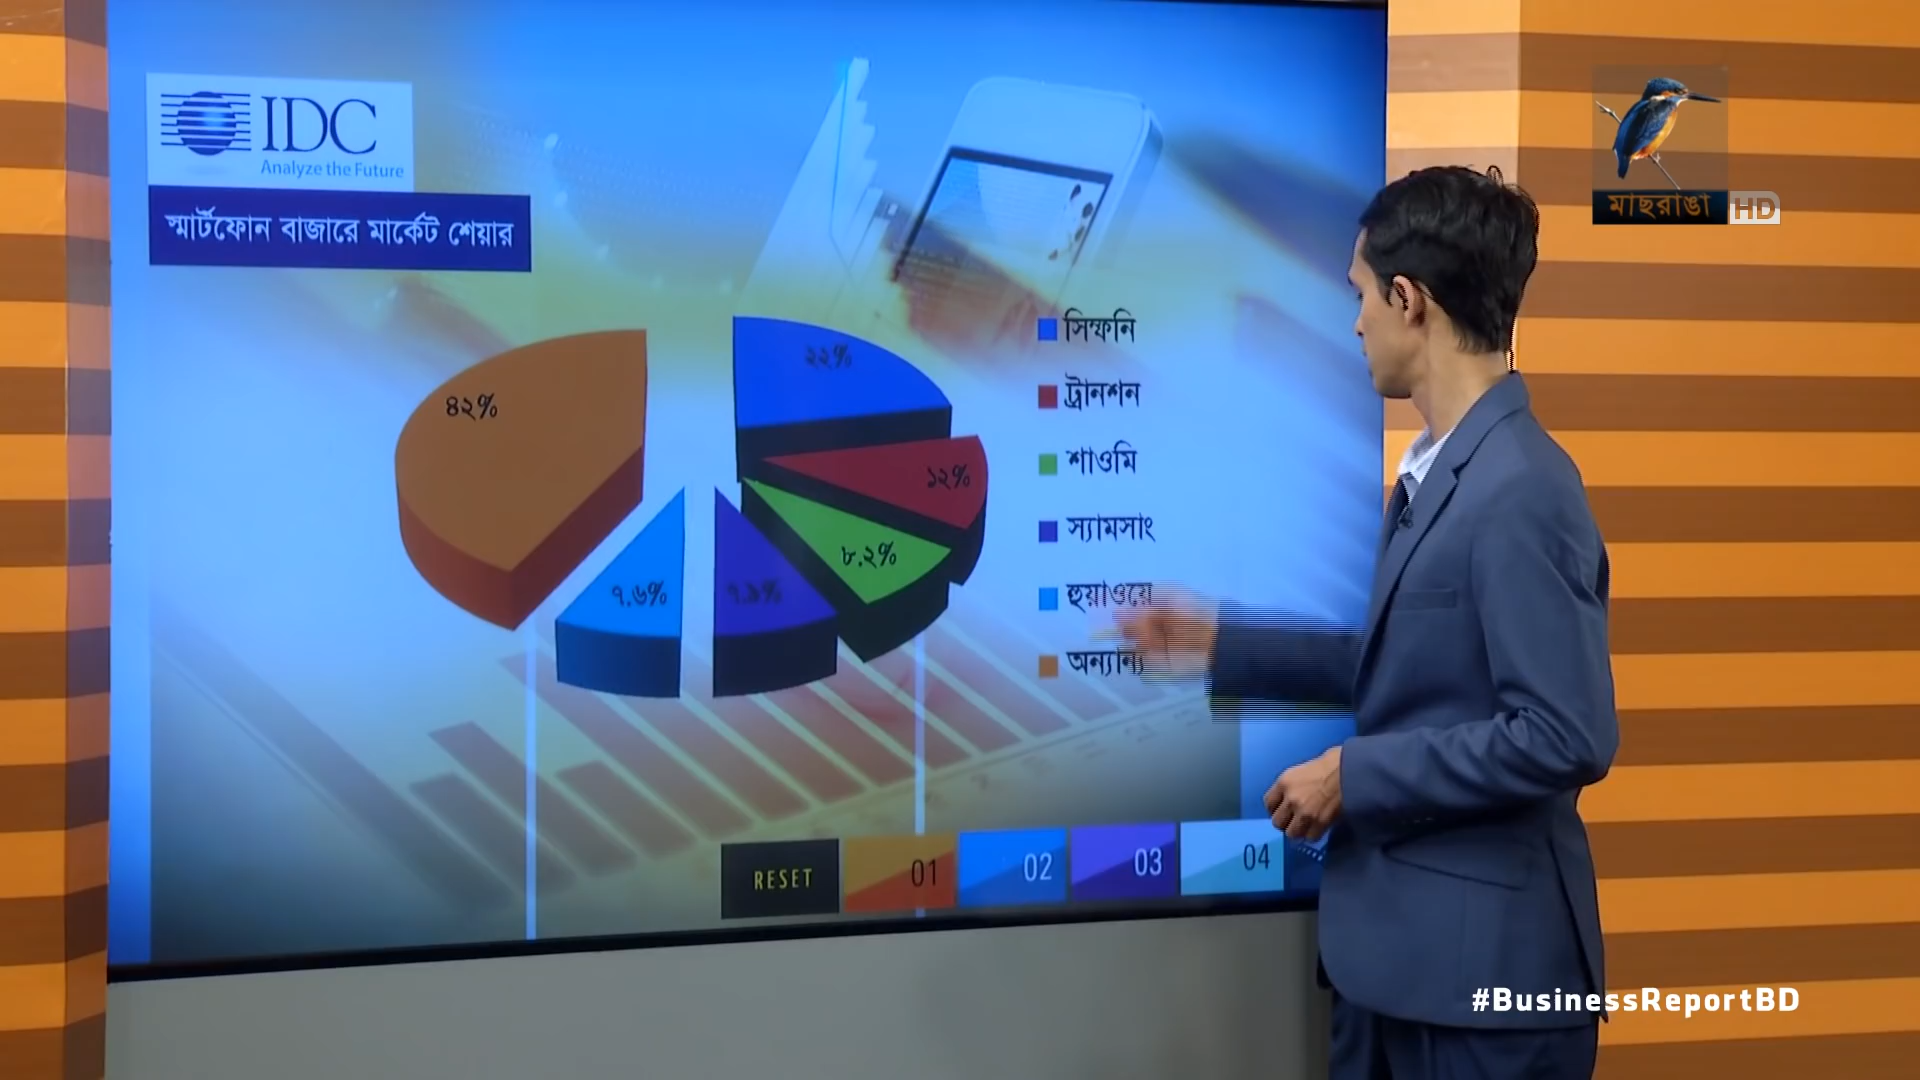 IDC
Analyze the Future
স্মার্টফোন বাজারে মার্কেট শেয়ার
মাছরাঙা HD
২২%
৪২%
১২%
৮.২%
৭.৬%
সিম্ফনি
ট্রানশন
শাওমি
স্যামসাং
হুয়াওয়ে
অন্যান্য
RESET
01
02
03
04
#BusinessReportBD